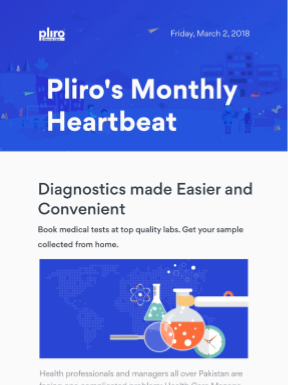 pliro
Friday, March 2, 2018
Pliro's Monthly
Heartbeat
Diagnostics made Easier and
Convenient
Book medical tests at top quality labs. Get your sample
collected from home.
Health professionals and managers all over Pakistan are